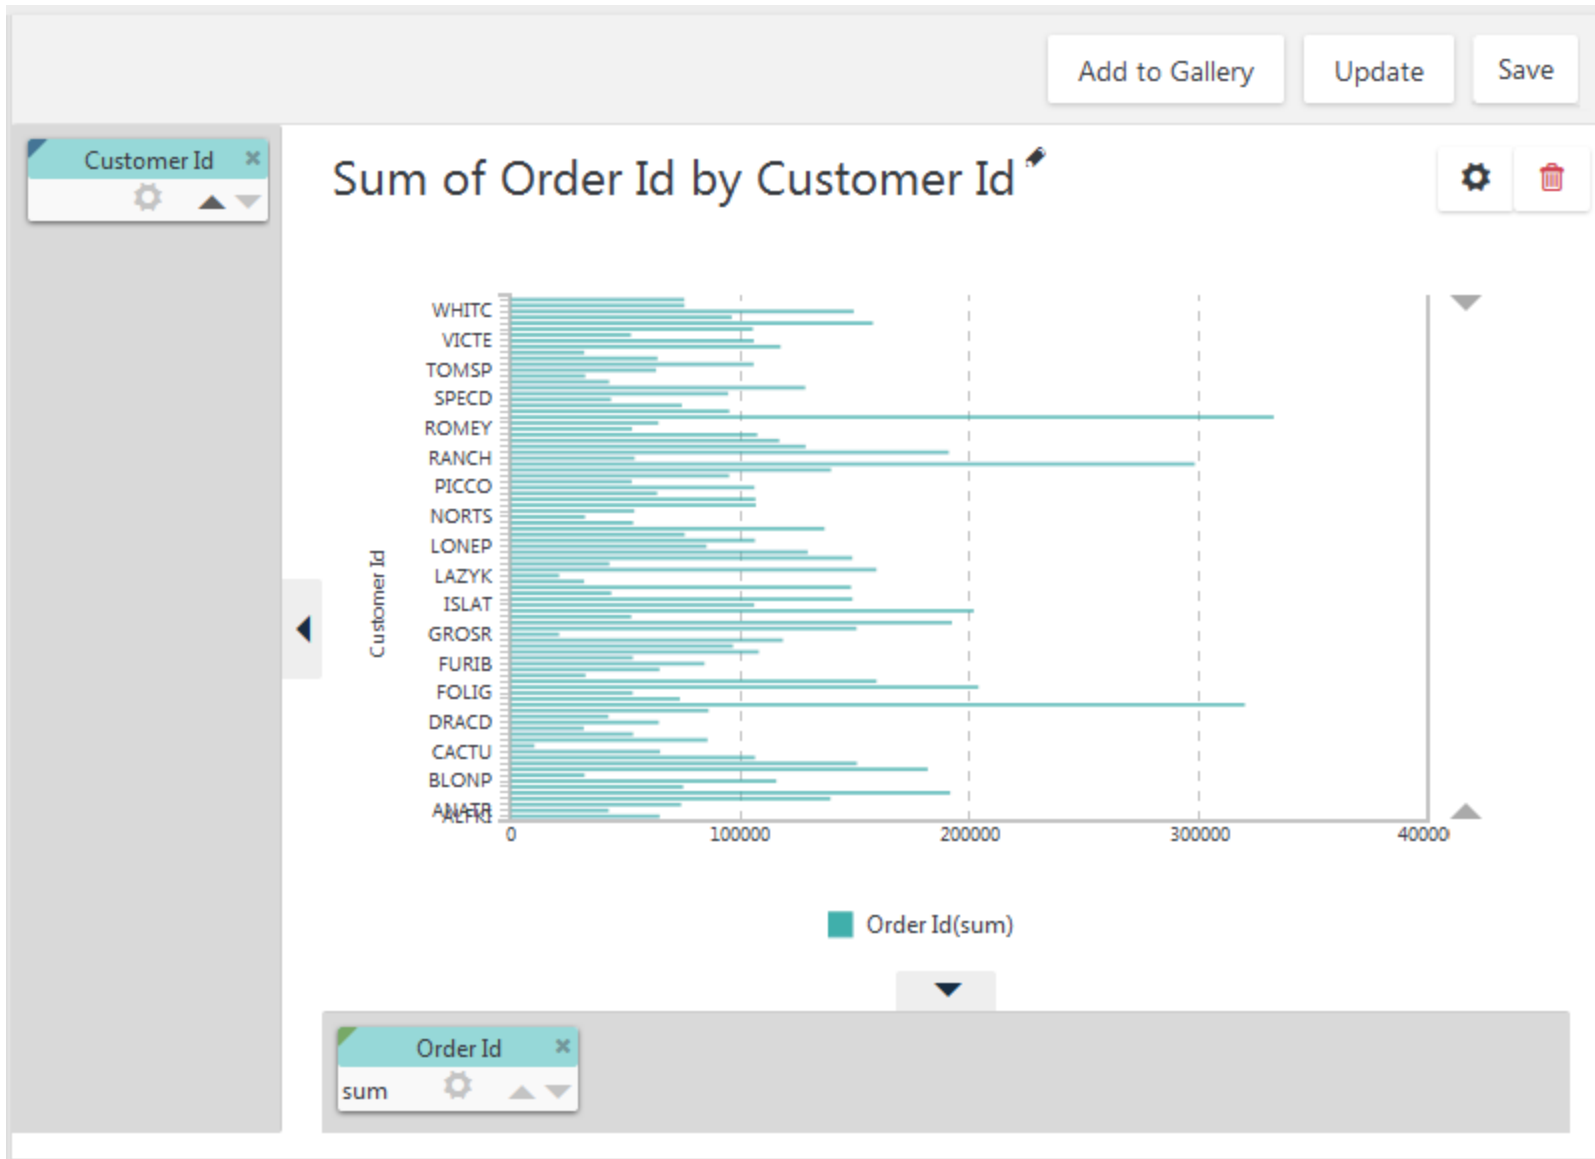 Add to Gallery
Update
Save
Customer Id
Sum of Order Id by Customer Id
WHITC
VICTE
TOMSP
SPECD
ROMEY
RANCH
PICCO
NORTS
LONEP
LAZYK
ISLAT
GROSR
FURIB
FOLIG
DRACD
CACTU
BLONP
ANATR
ALFKI
Customer Id
0 100000 200000 300000 40000
Order Id(sum)
Order Id
sum